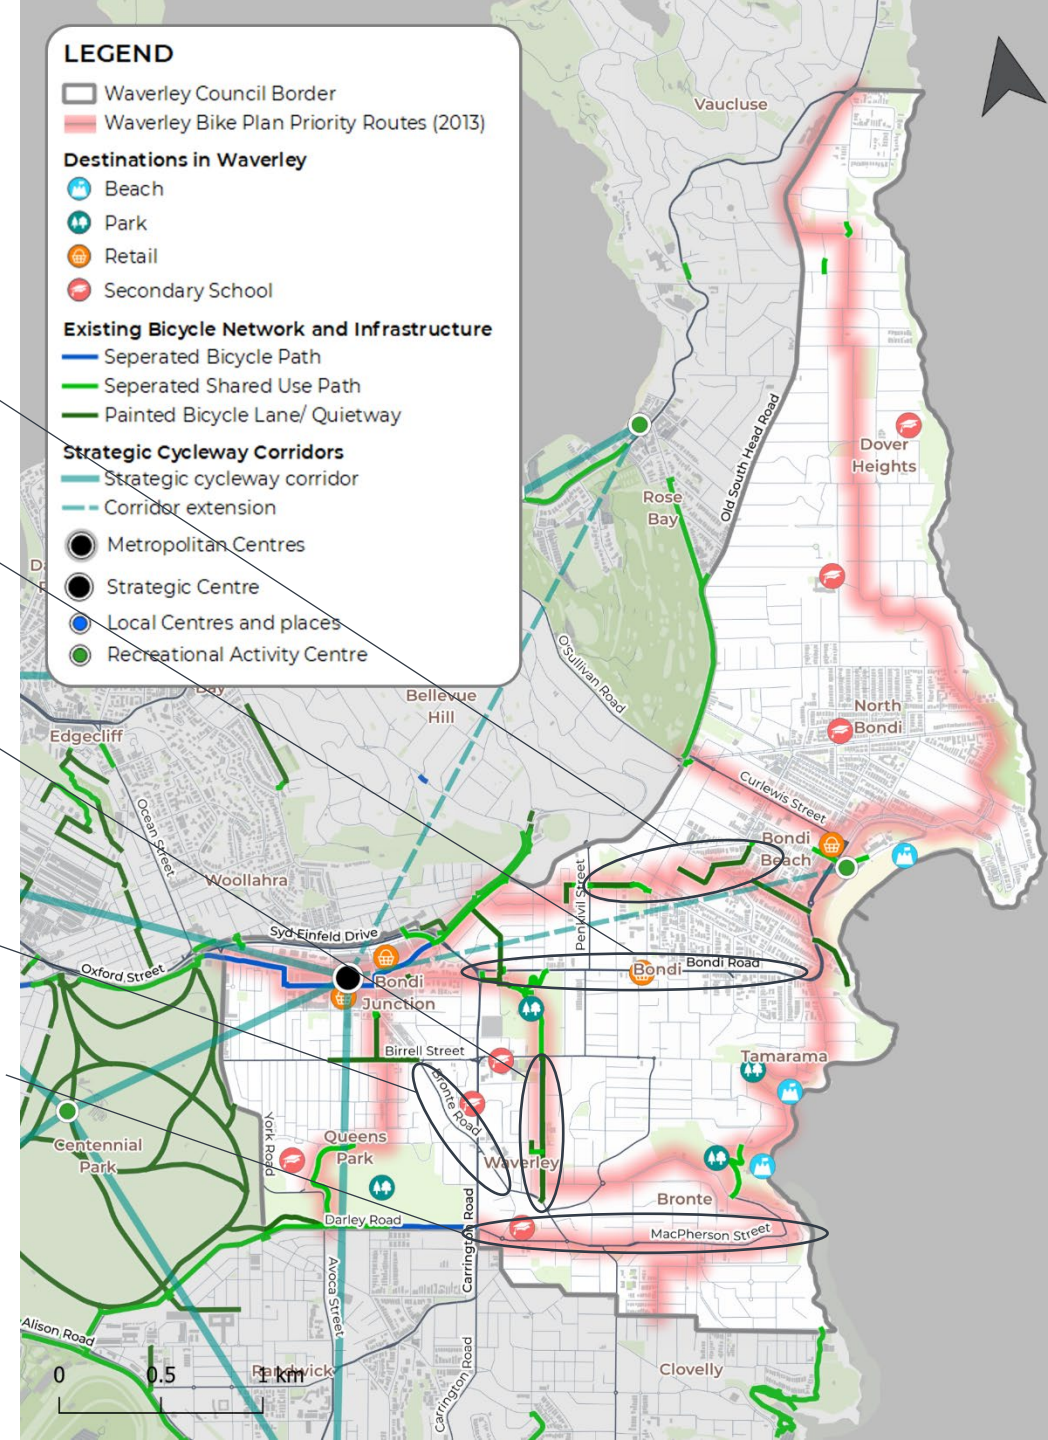 LEGEND
Waverley Council Border
Waverley Bike Plan Priority Routes (2013)
Destinations in Waverley
Beach
Park
Retail
Secondary School
Existing Bicycle Network and Infrastructure
Seperated Bicycle Path
Seperated Shared Use Path
Painted Bicycle Lane/ Quietway
Strategic Cycleway Corridors
Strategic cycleway corridor
Corridor extension
Metropolitan Centres
Strategic Centre
Local Centres and places
Recreational Activity Centre
Vaucluse
Old South Head Road
Dover
Heights
Rose
Bay
O'Sullivan Road
Bay
Bellevue
Hill
North
Bondi
Edgecliff
Ocean Street
Curlewis Street
Bondi
Beach
Woollahra
Penkivil Street
Syd Einfeld Drive
Oxford Street
Bondi
Junction
Bondi
Bondi Road
Birrell Street
Bronte Road
Tamarama
York Road
Centennial
Park
Queens
Park
Waverley
Bronte
Darley Road
Carrington Road
MacPherson Street
Avoca Street
Alison Road
Randwick
Carrington Road
Clovelly
0 0.5 1 km